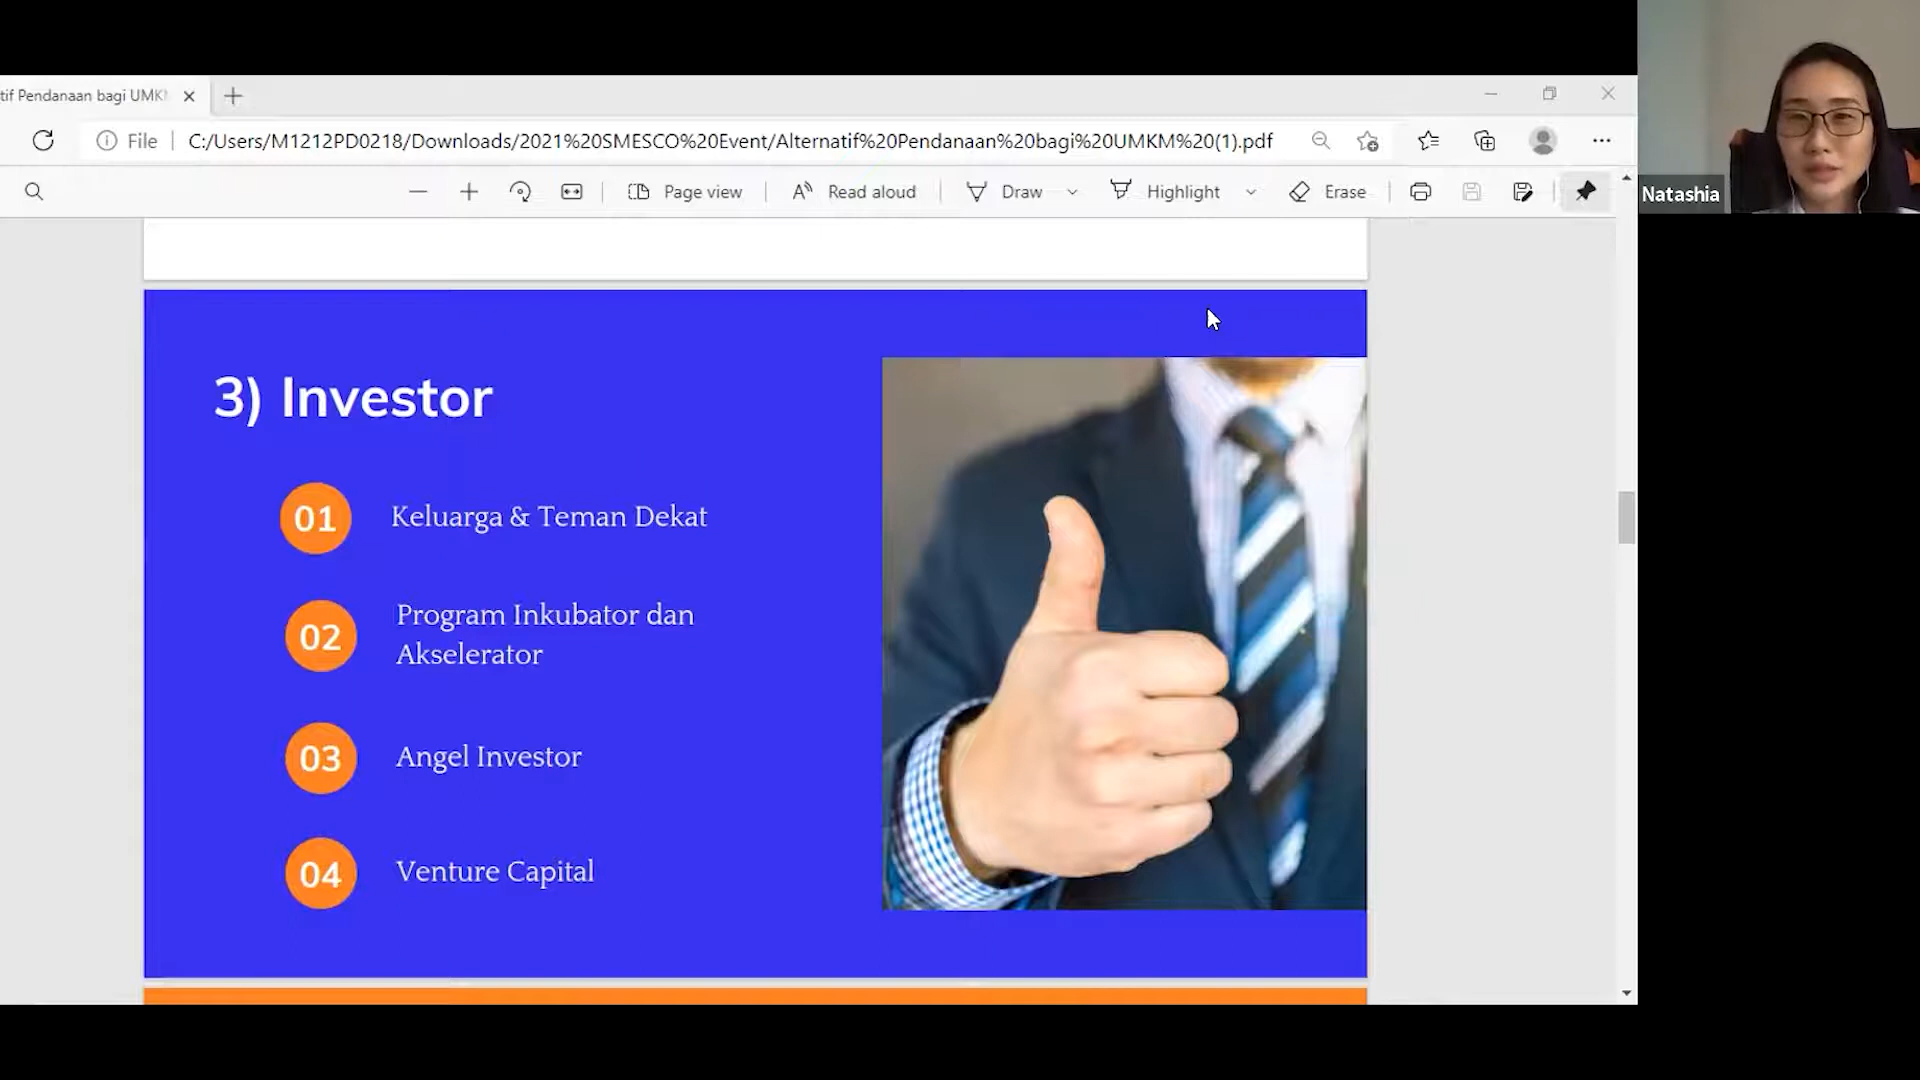 tif Pendanaan bagi UMK
File
C:/Users/M1212PD0218/Downloads/2021%20SMESCO%20Event/Alternatif%20Pendanaan%20bagi%20UMKM%20(1).pdf
Page view
Read aloud
Draw
Highlight
Erase
Natashia
3) Investor
01 Keluarga & Teman Dekat
02 Program Inkubator dan
Akselerator
03 Angel Investor
04 Venture Capital